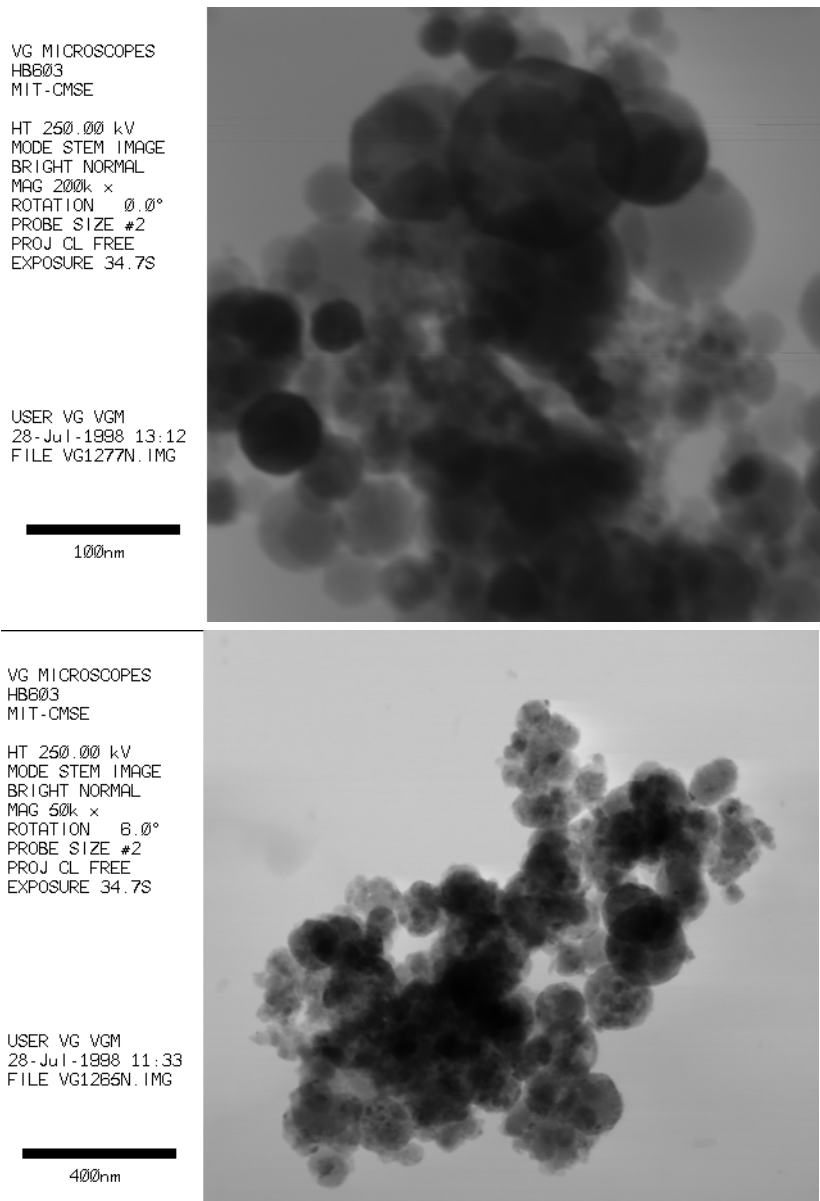 VG MICROSCOPES
HB603
MIT-CMSE
HT 250.00 kV
MODE STEM IMAGE
BRIGHT NORMAL
MAG 200k ×
ROTATION 0.0°
PROBE SIZE #2
PROJ CL FREE
EXPOSURE 34.7S
USER VG VGM
28-Jul-1998 13:12
FILE VG1277N.IMG
100nm
VG MICROSCOPES
HB603
MIT-CMSE
HT 250.00 kV
MODE STEM IMAGE
BRIGHT NORMAL
MAG 50k ×
ROTATION 6.0°
PROBE SIZE #2
PROJ CL FREE
EXPOSURE 34.7S
USER VG VGM
28-Jul-1998 11:33
FILE VG1265N.IMG
400nm